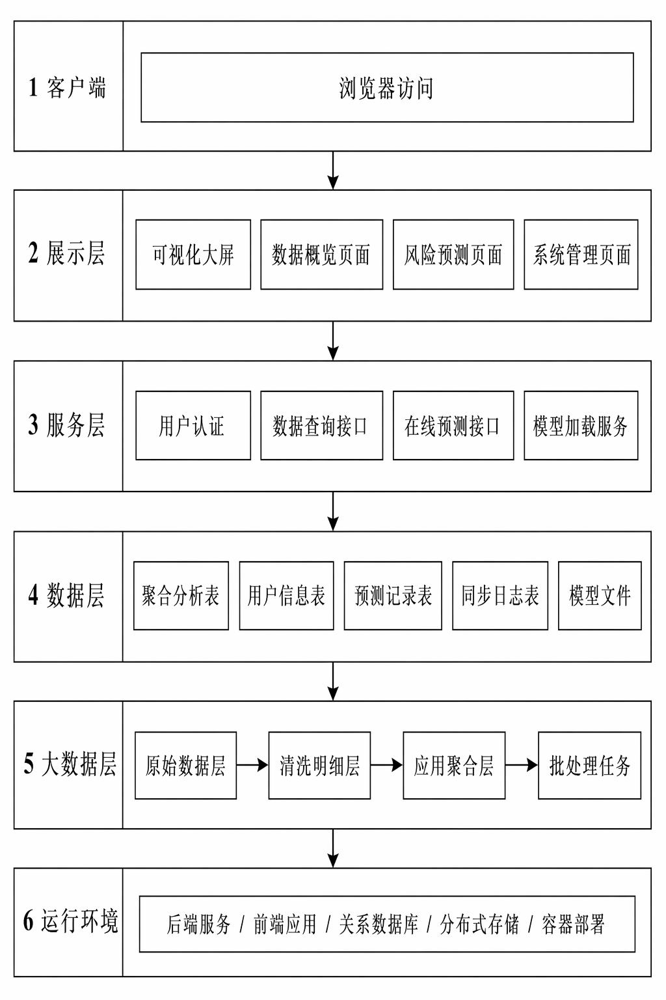 1 客户端
浏览器访问
2 展示层
可视化大屏
数据概览页面
风险预测页面
系统管理页面
3 服务层
用户认证
数据查询接口
在线预测接口
模型加载服务
4 数据层
聚合分析表
用户信息表
预测记录表
同步日志表
模型文件
5 大数据层
原始数据层
清洗明细层
应用聚合层
批处理任务
6 运行环境
后端服务 / 前端应用 / 关系数据库 / 分布式存储 / 容器部署